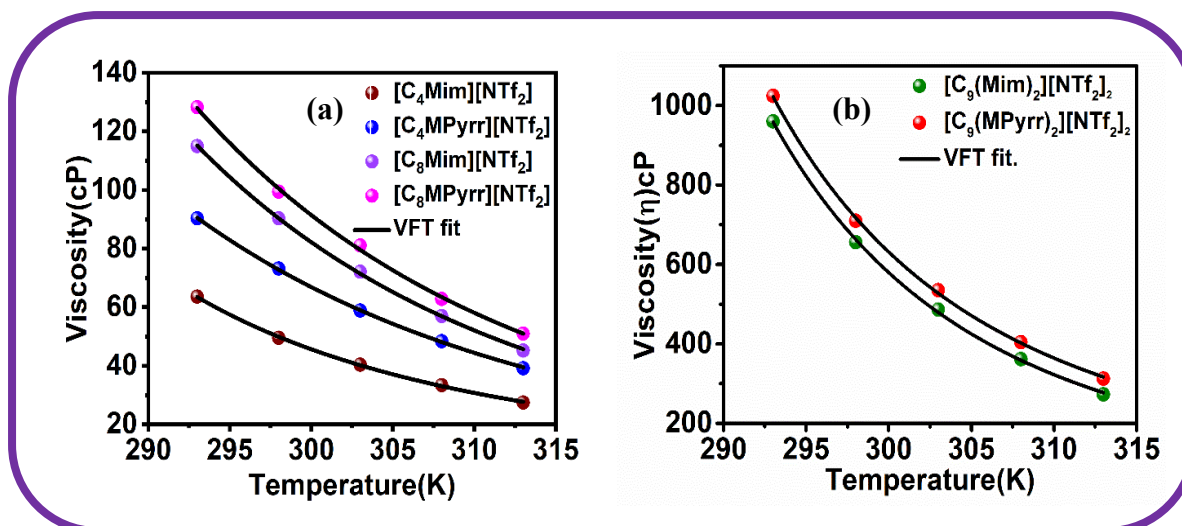 (a)
[C₄Mim][NTf₂]
[C₄MPyrr][NTf₂]
[C₈Mim][NTf₂]
[C₈MPyrr][NTf₂]
VFT fit
Viscosity(cP)
140
120
100
80
60
40
20
290 295 300 305 310 315
Temperature(K)
(b)
[C₉(Mim)₂][NTf₂]₂
[C₉(MPyrr)₂][NTf₂]₂
VFT fit.
Viscosity(η)cP
1000
800
600
400
200
290 295 300 305 310 315
Temperature(K)